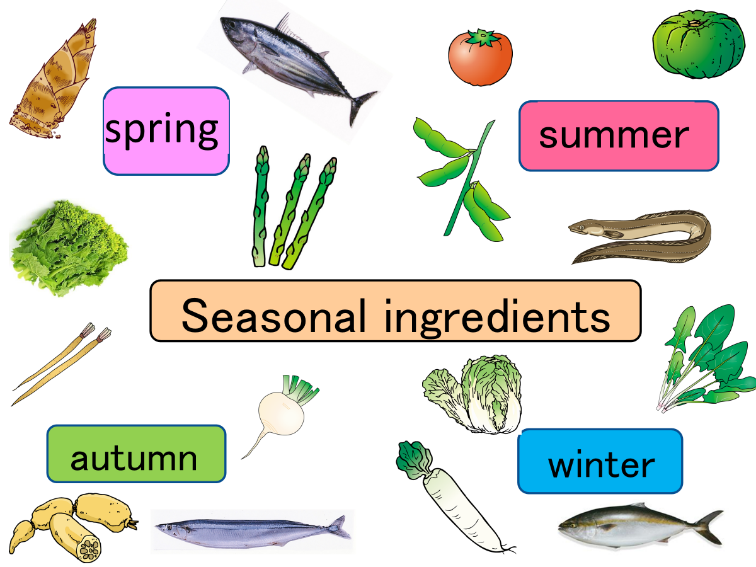 spring
summer
Seasonal ingredients
autumn
winter